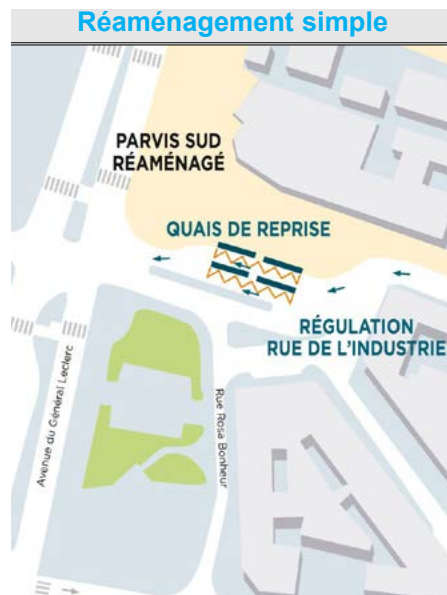 Réaménagement simple
PARVIS SUD
RÉAMÉNAGÉ
QUAIS DE REPRISE
RÉGULATION
RUE DE L'INDUSTRIE
Avenue du Général Leclerc
Rue Rosa Bonheur